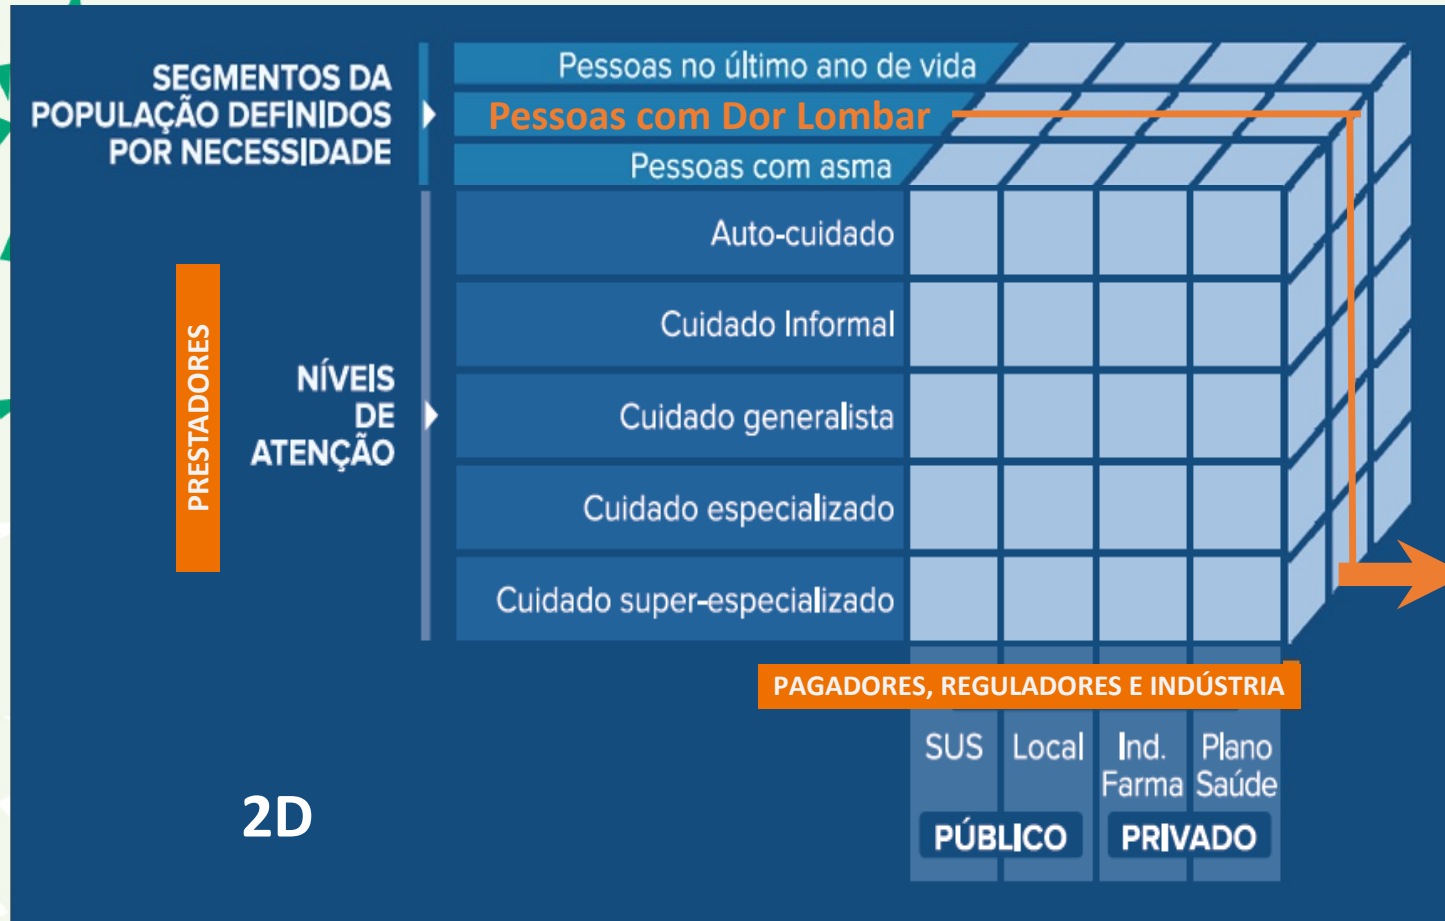 SEGMENTOS DA
POPULAÇÃO DEFINIDOS
POR NECESSIDADE
Pessoas no último ano de vida
Pessoas com Dor Lombar
Pessoas com asma
PRESTADORES
NÍVEIS
DE
ATENÇÃO
Auto-cuidado
Cuidado Informal
Cuidado generalista
Cuidado especializado
Cuidado super-especializado
PAGADORES, REGULADORES E INDÚSTRIA
SUS
Local
Ind.
Farma
Plano
Saúde
PÚBLICO
PRIVADO
2D